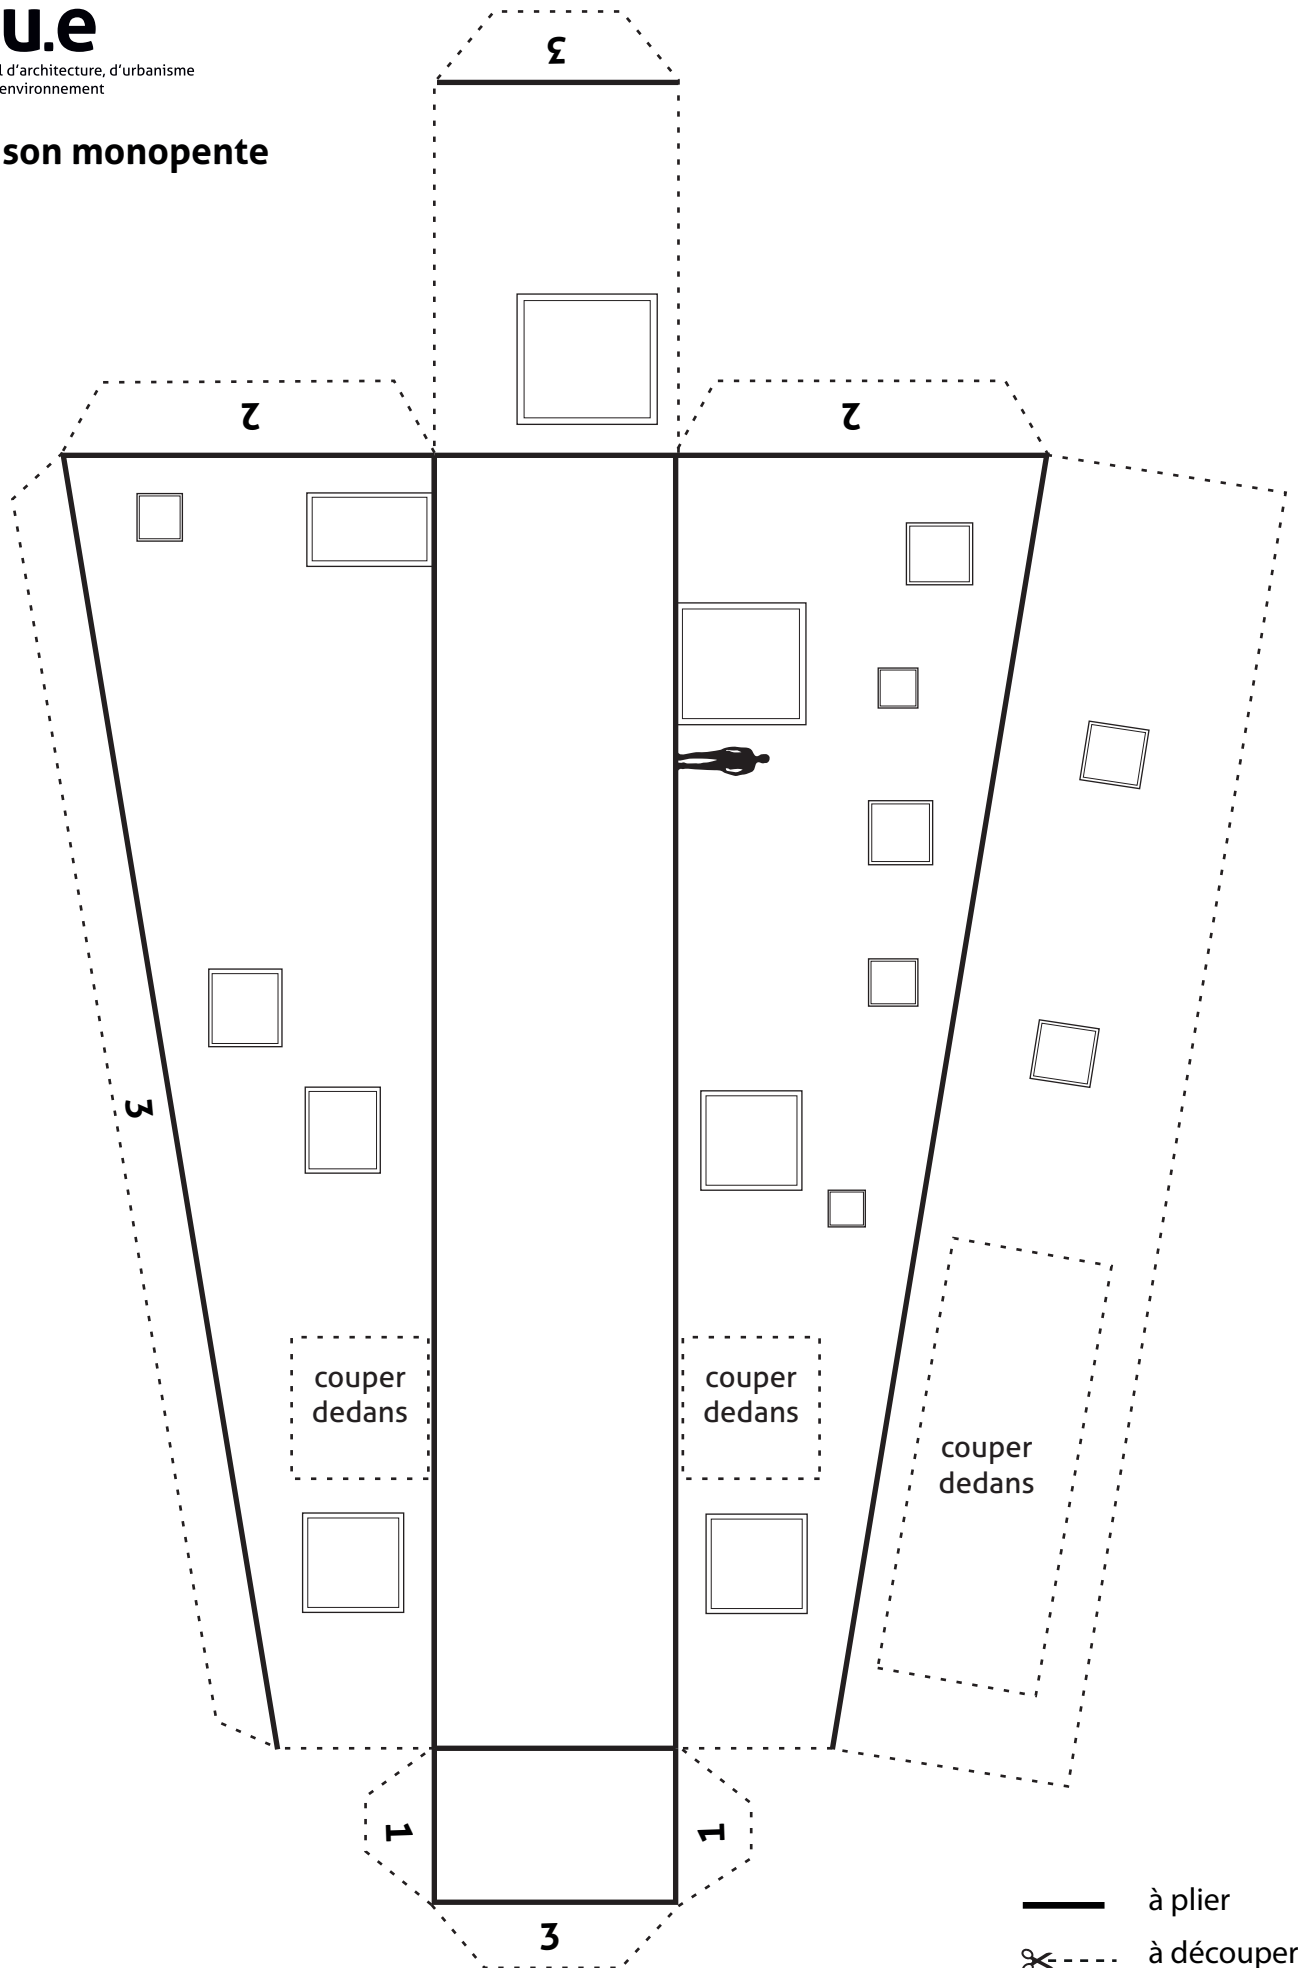 u.e
l d'architecture, d'urbanisme
environnement
son monopente
3
2
2
3
couper
dedans
couper
dedans
couper
dedans
1
1
3
à plier
à découper